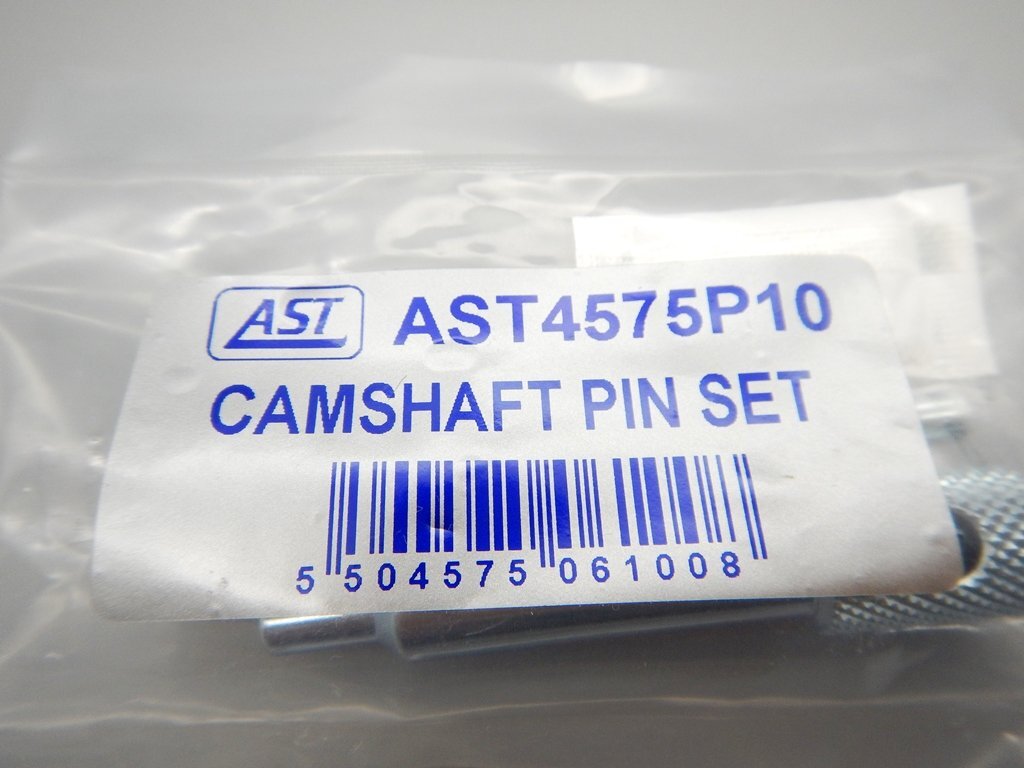 AST AST4575P10
CAMSHAFT PIN SET
5 504575 061008